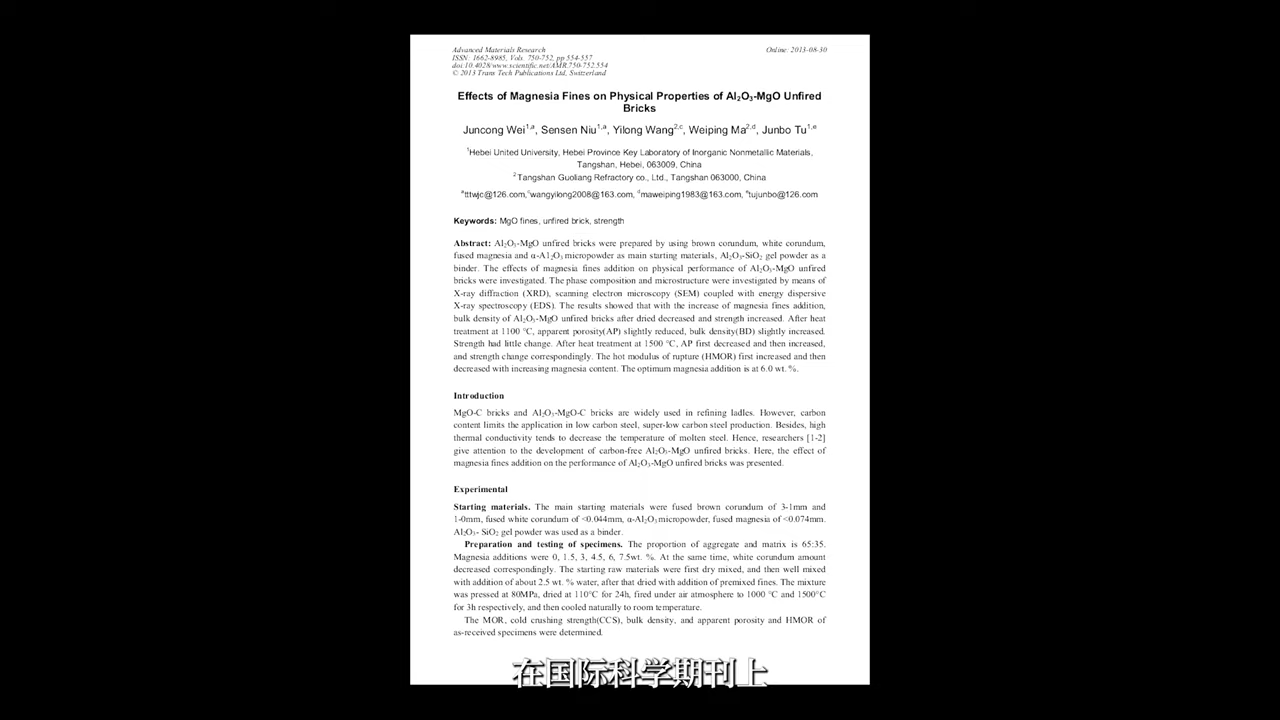 Advanced Materials Research
ISSN: 1662-8985, Vols. 750-752, pp 554-557
doi:10.4028/www.scientific.net/AMR.750-752.554
© 2013 Trans Tech Publications Ltd, Switzerland
Online: 2013-08-30
Effects of Magnesia Fines on Physical Properties of Al₂O₃-MgO Unfired
Bricks
Juncong Wei¹,ᵃ, Sensen Niu¹,ᵃ, Yilong Wang²,ᶜ, Weiping Ma²,ᵈ, Junbo Tu¹,ᵉ
¹Hebei United University, Hebei Province Key Laboratory of Inorganic Nonmetallic Materials,
Tangshan, Hebei, 063009, China
² Tangshan Guoliang Refractory co., Ltd., Tangshan 063000, China
ᵃtttwjc@126.com,ᶜwangyilong2008@163.com, ᵈmaweiping1983@163.com, ᵉtujunbo@126.com
Keywords: MgO fines, unfired brick, strength
Abstract: Al₂O₃-MgO unfired bricks were prepared by using brown corundum, white corundum,
fused magnesia and α-A1₂O₃ micropowder as main starting materials, Al₂O₃-SiO₂ gel powder as a
binder. The effects of magnesia fines addition on physical performance of Al₂O₃-MgO unfired
bricks were investigated. The phase composition and microstructure were investigated by means of
X-ray diffraction (XRD), scanning electron microscopy (SEM) coupled with energy dispersive
X-ray spectroscopy (EDS). The results showed that with the increase of magnesia fines addition,
bulk density of Al₂O₃-MgO unfired bricks after dried decreased and strength increased. After heat
treatment at 1100 °C, apparent porosity(AP) slightly reduced, bulk density(BD) slightly increased.
Strength had little change. After heat treatment at 1500 °C, AP first decreased and then increased,
and strength change correspondingly. The hot modulus of rupture (HMOR) first increased and then
decreased with increasing magnesia content. The optimum magnesia addition is at 6.0 wt. %.
Introduction
MgO-C bricks and Al₂O₃-MgO-C bricks are widely used in refining ladles. However, carbon
content limits the application in low carbon steel, super-low carbon steel production. Besides, high
thermal conductivity tends to decrease the temperature of molten steel. Hence, researchers [1-2]
give attention to the development of carbon-free Al₂O₃-MgO unfired bricks. Here, the effect of
magnesia fines addition on the performance of Al₂O₃-MgO unfired bricks was presented.
Experimental
Starting materials. The main starting materials were fused brown corundum of 3-1mm and
1-0mm, fused white corundum of <0.044mm, α-Al₂O₃ micropowder, fused magnesia of <0.074mm.
Al₂O₃- SiO₂ gel powder was used as a binder.
Preparation and testing of specimens. The proportion of aggregate and matrix is 65:35.
Magnesia additions were 0, 1.5, 3, 4.5, 6, 7.5wt. %. At the same time, white corundum amount
decreased correspondingly. The starting raw materials were first dry mixed, and then well mixed
with addition of about 2.5 wt. % water, after that dried with addition of premixed fines. The mixture
was pressed at 80MPa, dried at 110°C for 24h, fired under air atmosphere to 1000 °C and 1500°C
for 3h respectively, and then cooled naturally to room temperature.
The MOR, cold crushing strength(CCS), bulk density, and apparent porosity and HMOR of
as-received specimens were determined.
在国际科学期刊上